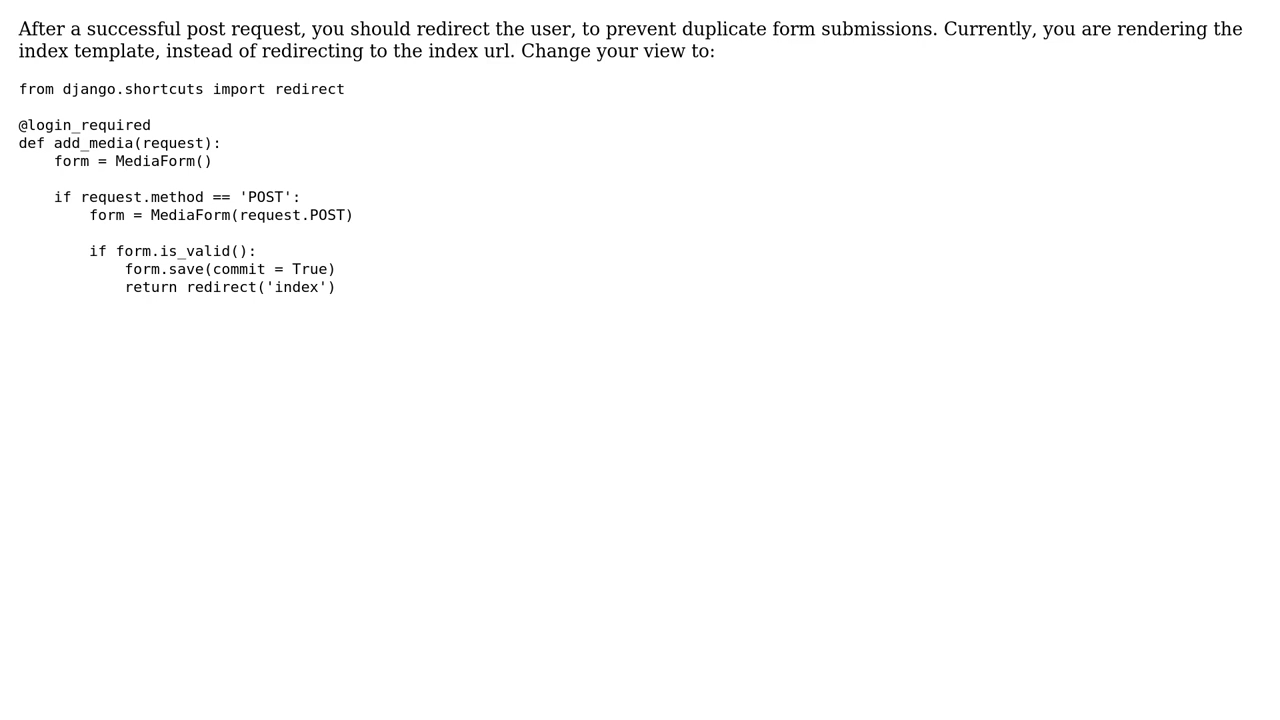 After a successful post request, you should redirect the user, to prevent duplicate form submissions. Currently, you are rendering the
index template, instead of redirecting to the index url. Change your view to:

from django.shortcuts import redirect

@login_required
def add_media(request):
    form = MediaForm()

    if request.method == 'POST':
        form = MediaForm(request.POST)

        if form.is_valid():
            form.save(commit = True)
            return redirect('index')